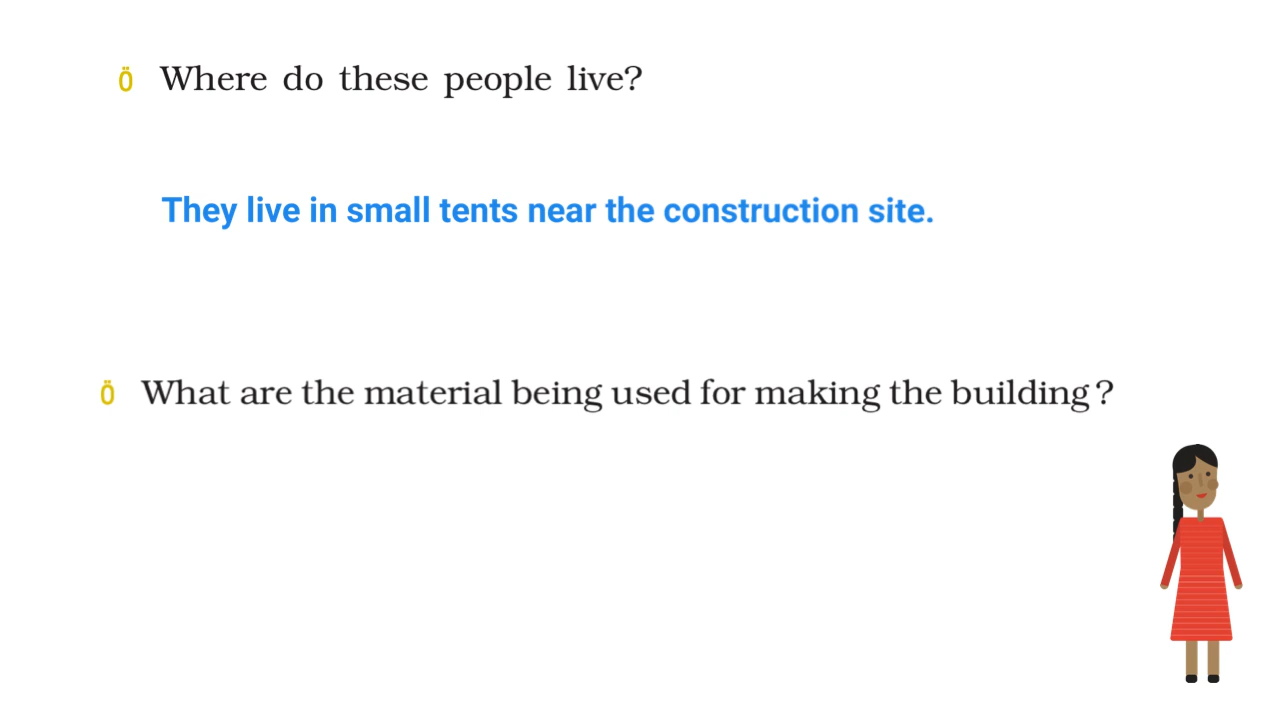 Ö Where do these people live?
They live in small tents near the construction site.
Ö What are the material being used for making the building ?